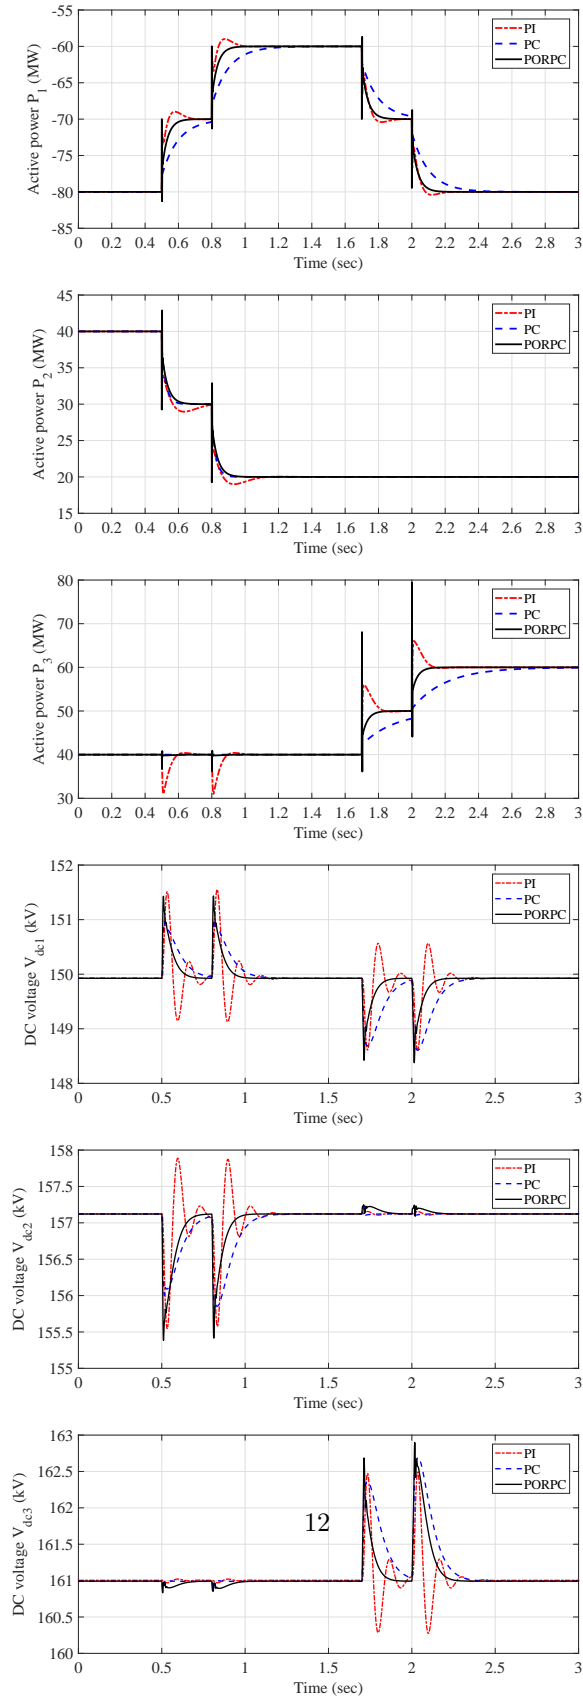 -55
-60
-65
-70
-75
-80
-85
Active power P1 (MW)
PI
PC
PORPC
0 0.2 0.4 0.6 0.8 1 1.2 1.4 1.6 1.8 2 2.2 2.4 2.6 2.8 3
Time (sec)
45
40
35
30
25
20
15
Active power P2 (MW)
PI
PC
PORPC
0 0.2 0.4 0.6 0.8 1 1.2 1.4 1.6 1.8 2 2.2 2.4 2.6 2.8 3
Time (sec)
80
70
60
50
40
30
Active power P3 (MW)
PI
PC
PORPC
0 0.2 0.4 0.6 0.8 1 1.2 1.4 1.6 1.8 2 2.2 2.4 2.6 2.8 3
Time (sec)
152
151
150
149
148
DC voltage Vdc1 (kV)
PI
PC
PORPC
0 0.5 1 1.5 2 2.5 3
Time (sec)
158
157.5
157
156.5
156
155.5
155
DC voltage Vdc2 (kV)
PI
PC
PORPC
0 0.5 1 1.5 2 2.5 3
Time (sec)
163
162.5
162
161.5
161
160.5
160
DC voltage Vdc3 (kV)
PI
PC
PORPC
12
0 0.5 1 1.5 2 2.5 3
Time (sec)